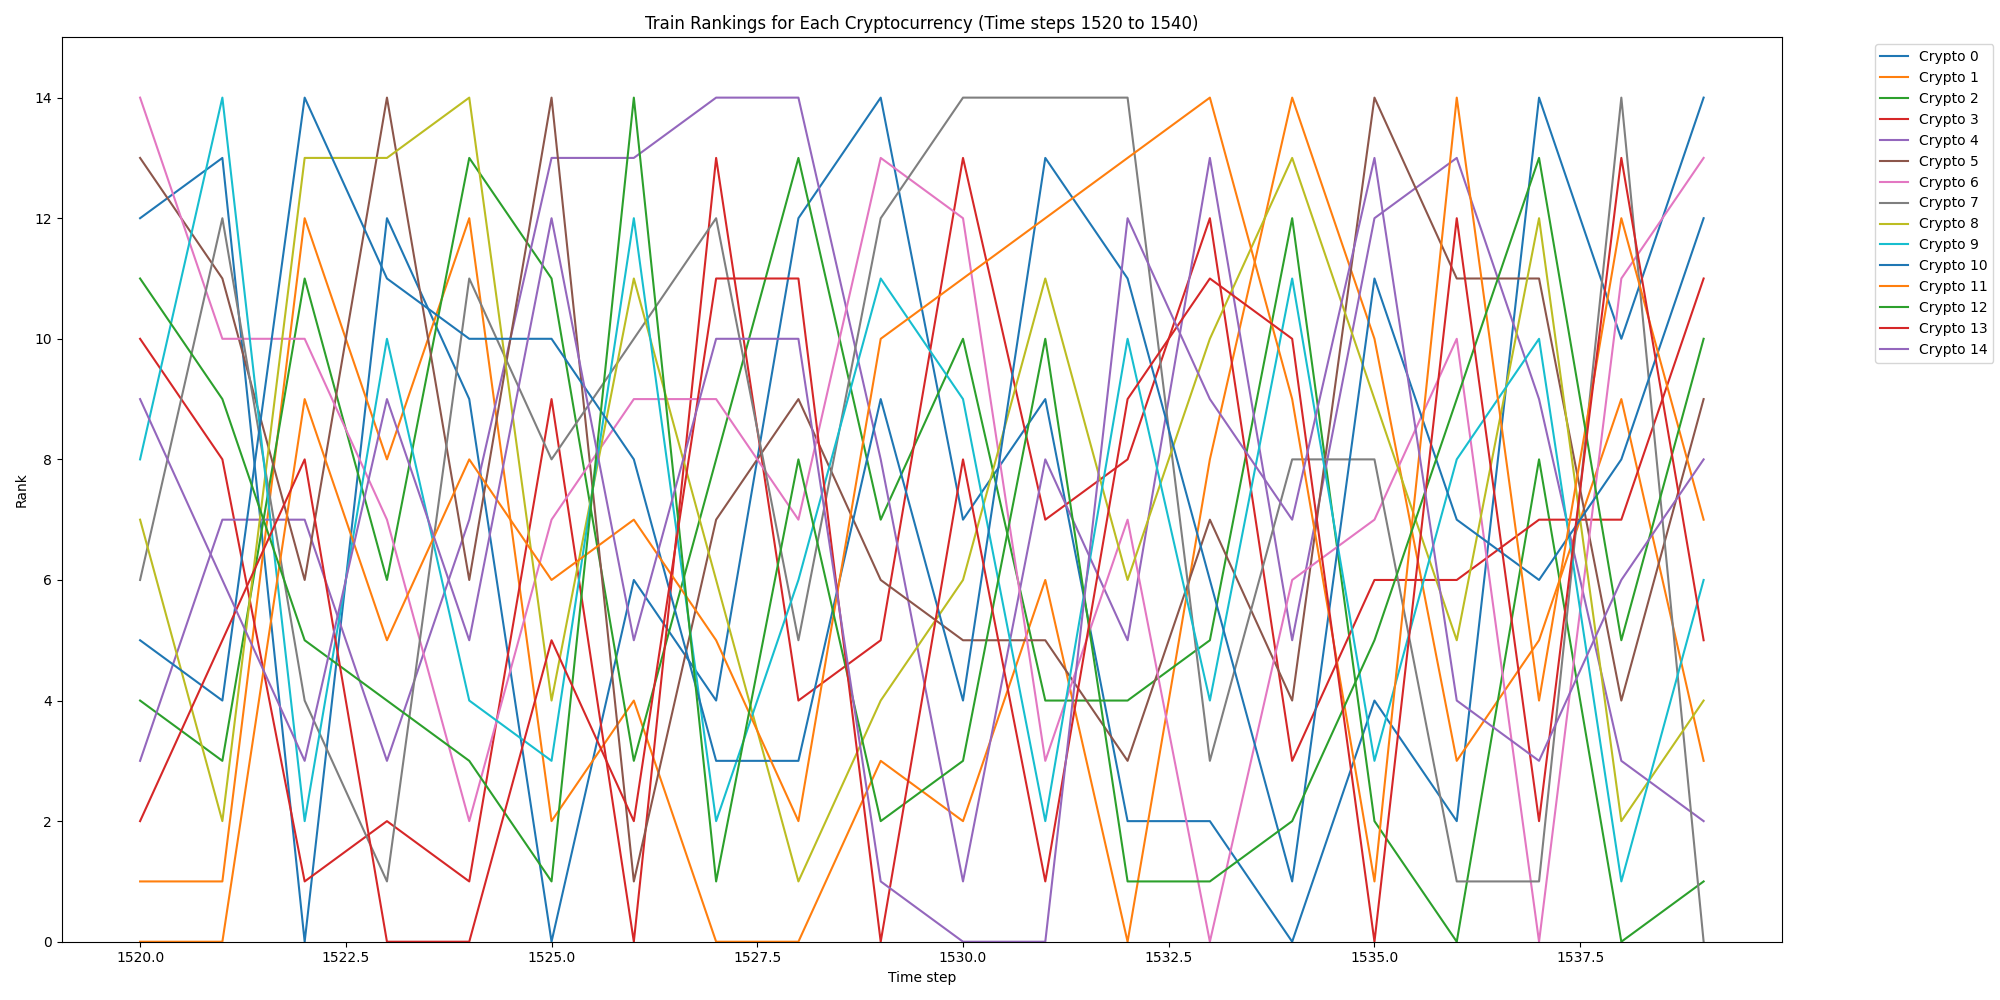 Train Rankings for Each Cryptocurrency (Time steps 1520 to 1540)
Rank
14
12
10
8
6
4
2
0
1520.0 1522.5 1525.0 1527.5 1530.0 1532.5 1535.0 1537.5
Time step
Crypto 0
Crypto 1
Crypto 2
Crypto 3
Crypto 4
Crypto 5
Crypto 6
Crypto 7
Crypto 8
Crypto 9
Crypto 10
Crypto 11
Crypto 12
Crypto 13
Crypto 14